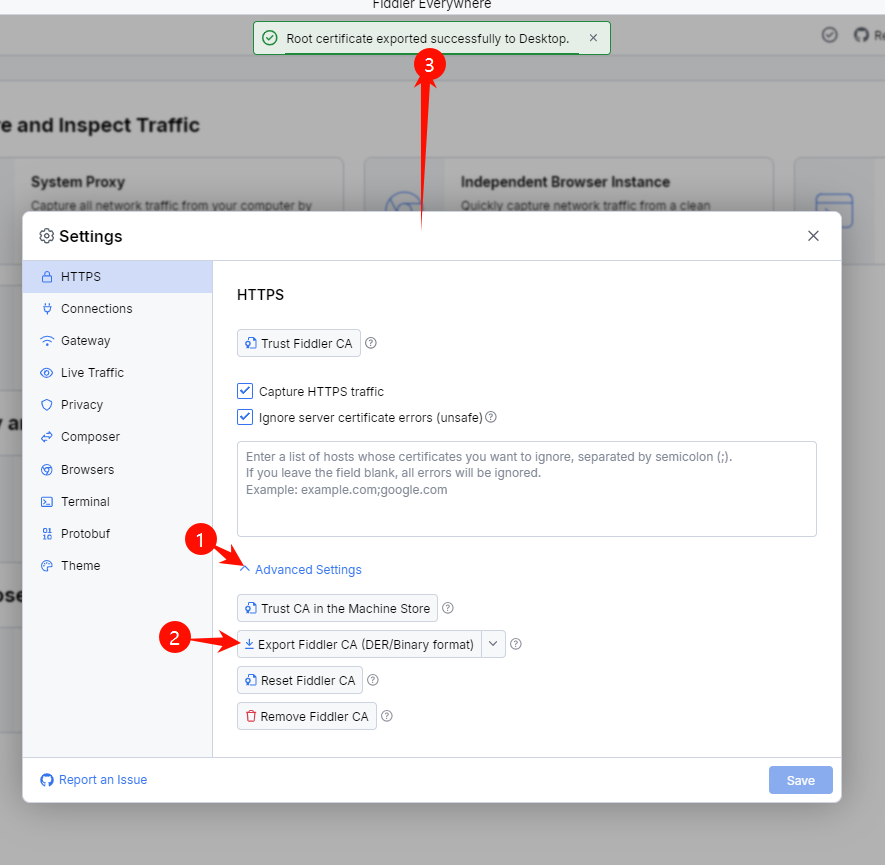 Fiddler Everywhere
Root certificate exported successfully to Desktop.
Re
3
re and Inspect Traffic
System Proxy
Independent Browser Instance
Capture all network traffic from your computer by
Quickly capture network traffic from a clean
Settings
HTTPS
Connections
Gateway
Live Traffic
Privacy
Composer
Browsers
Terminal
Protobuf
Theme
HTTPS
Trust Fiddler CA
Capture HTTPS traffic
Ignore server certificate errors (unsafe)
Enter a list of hosts whose certificates you want to ignore, separated by semicolon (;).
If you leave the field blank, all errors will be ignored.
Example: example.com;google.com
1
Advanced Settings
Trust CA in the Machine Store
2
Export Fiddler CA (DER/Binary format)
Reset Fiddler CA
Remove Fiddler CA
Report an Issue
Save